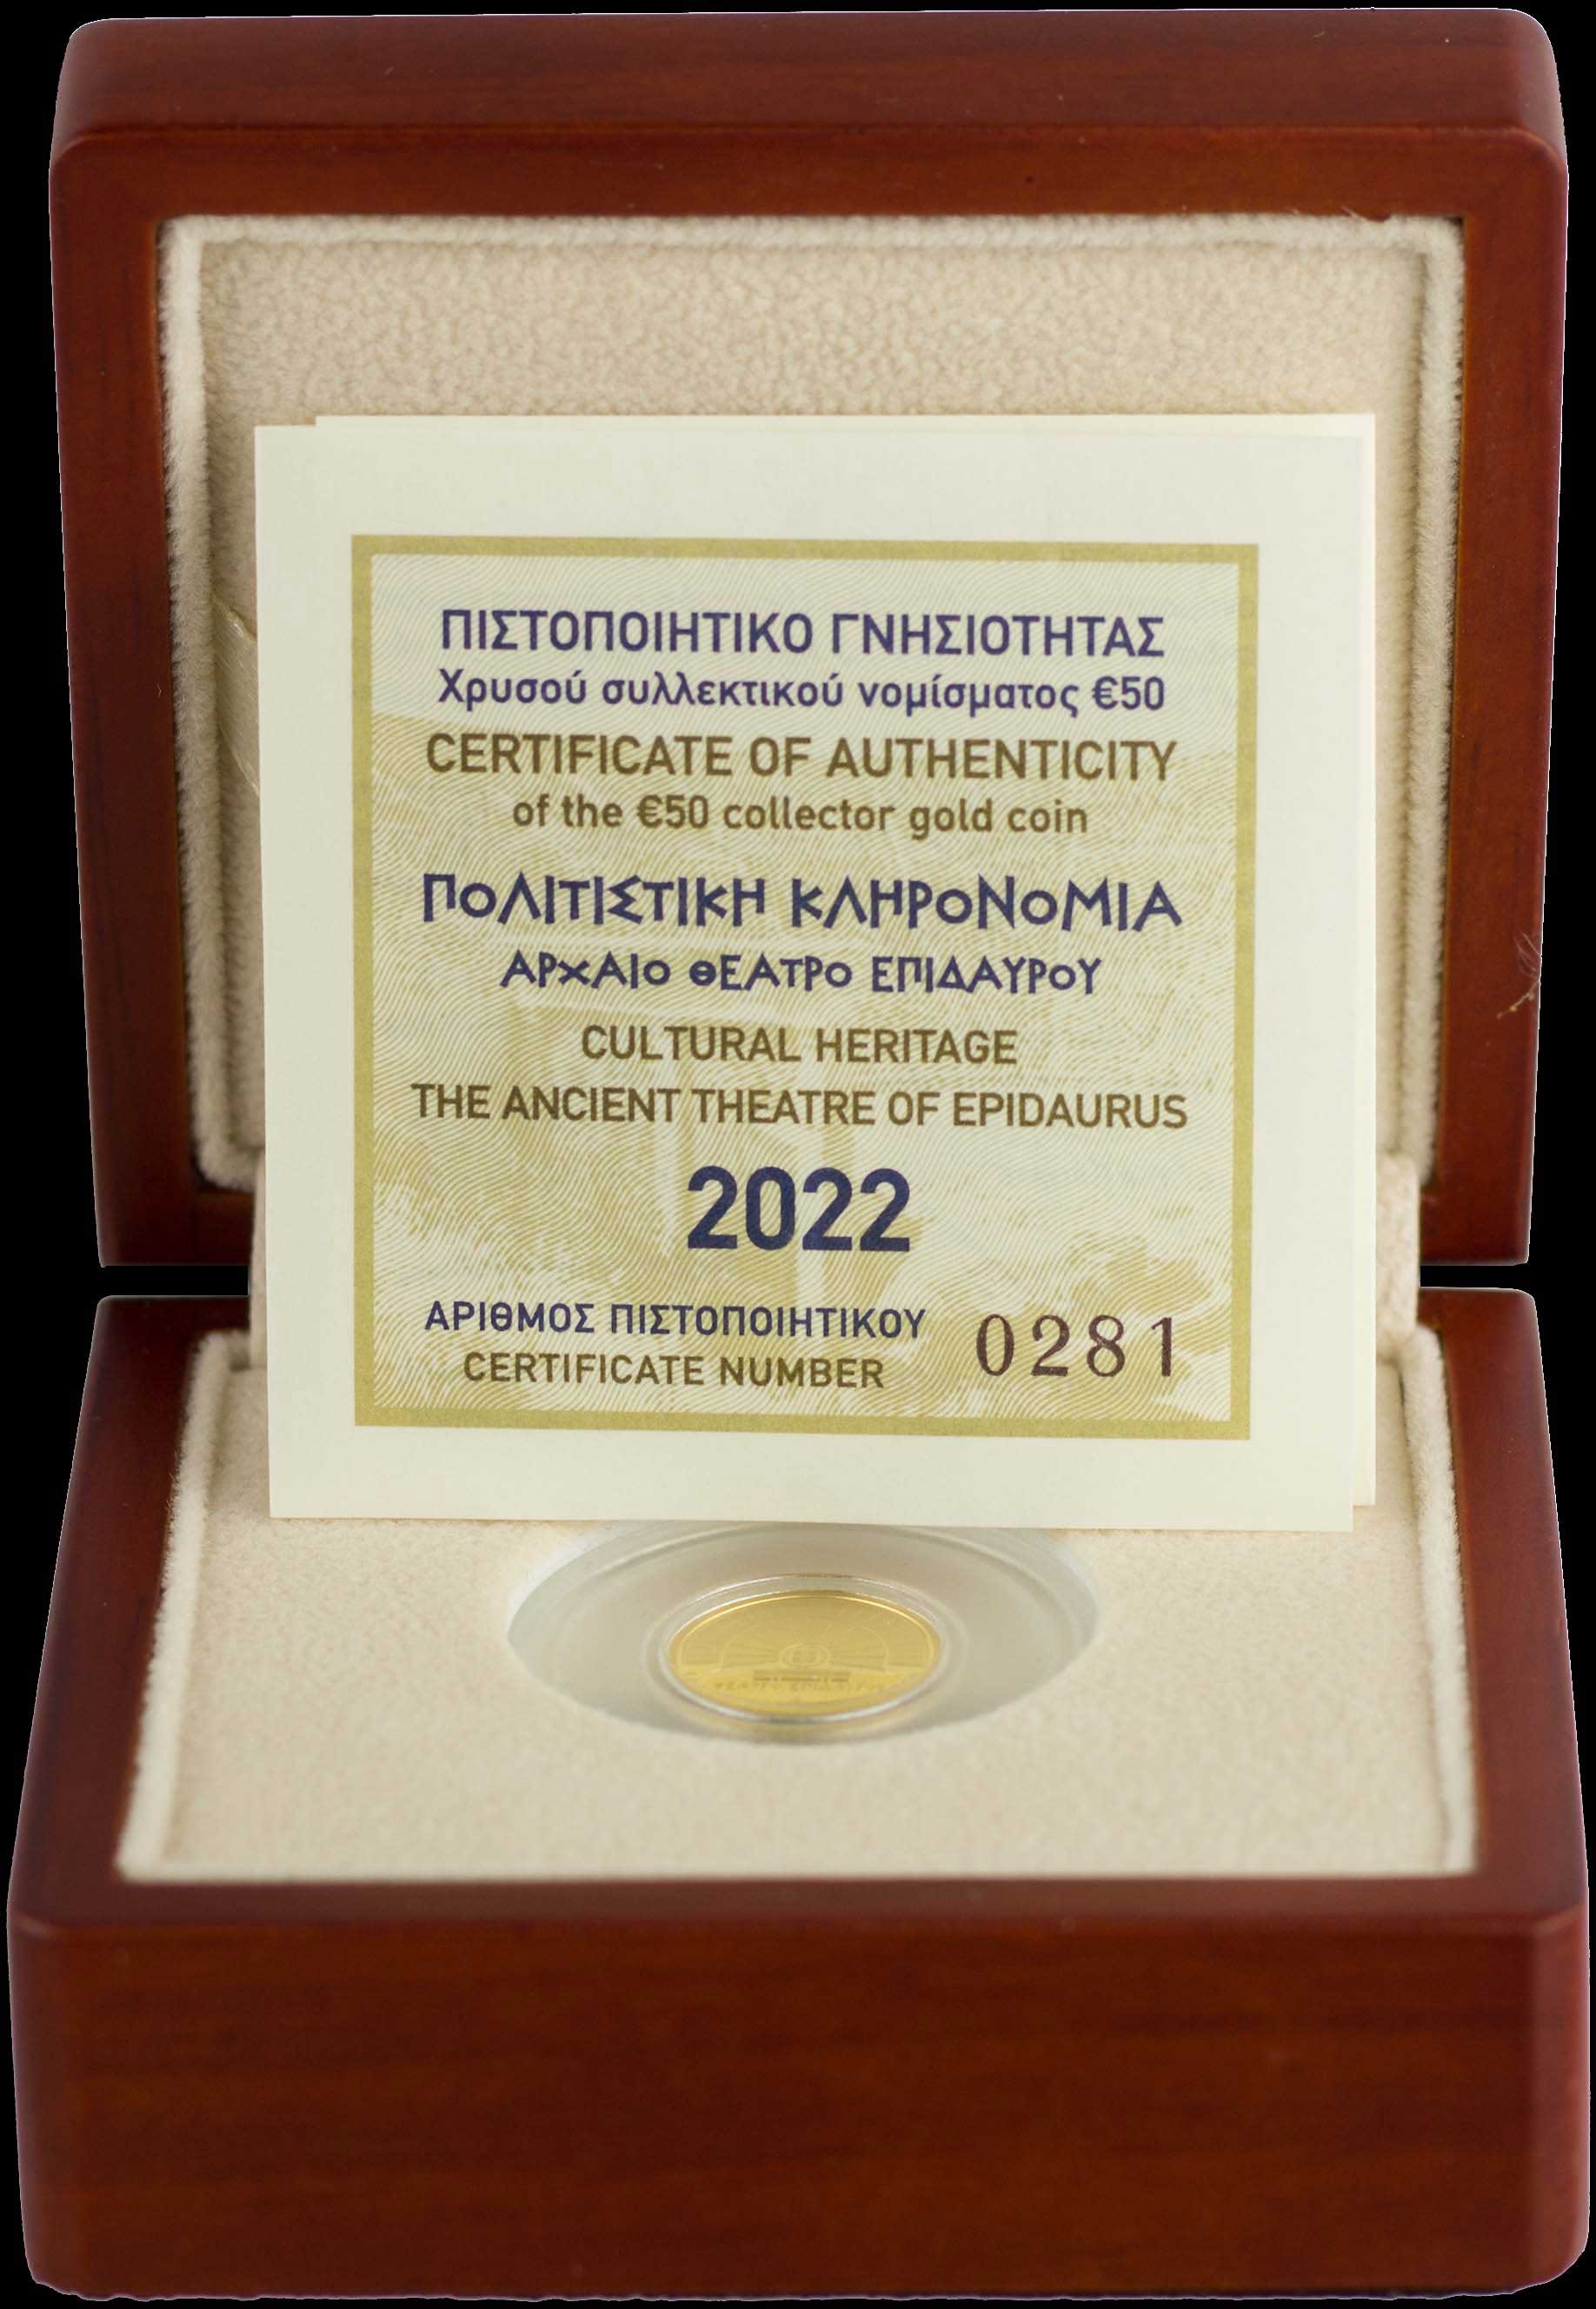 ΠΙΣΤΟΠΟΙΗΤΙΚΟ ΓΝΗΣΙΟΤΗΤΑΣ
Χρυσού συλλεκτικού νομίσματος €50
CERTIFICATE OF AUTHENTICITY
of the €50 collector gold coin
ΠΟΛΙΤΙΣΤΙΚΗ ΚΛΗΡΟΝΟΜΙΑ
ΑΡΧΑΙΟ ΘΕΑΤΡΟ ΕΠΙΔΑΥΡΟΥ
CULTURAL HERITAGE
THE ANCIENT THEATRE OF EPIDAURUS
2022
ΑΡΙΘΜΟΣ ΠΙΣΤΟΠΟΙΗΤΙΚΟΥ 0281
CERTIFICATE NUMBER